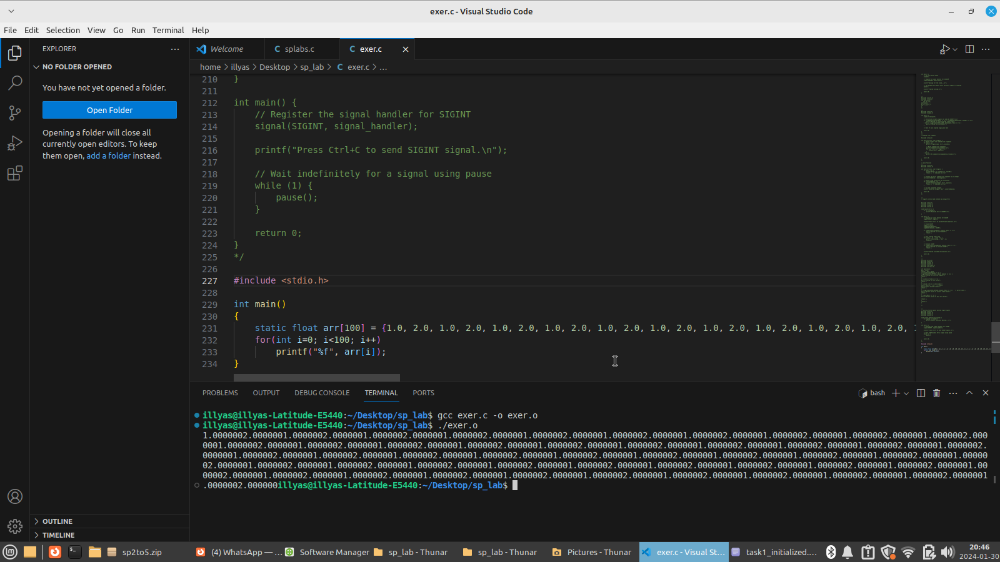 exer.c - Visual Studio Code
File Edit Selection View Go Run Terminal Help
EXPLORER
NO FOLDER OPENED
You have not yet opened a folder.
Open Folder
Opening a folder will close all
currently open editors. To keep
them open, add a folder instead.
OUTLINE
TIMELINE
Welcome
splabs.c
exer.c
home > illyas > Desktop > sp_lab > C exer.c > ...
210 }
211
212 int main() {
213 // Register the signal handler for SIGINT
214 signal(SIGINT, signal_handler);
215
216 printf("Press Ctrl+C to send SIGINT signal.\n");
217
218 // Wait indefinitely for a signal using pause
219 while (1) {
220 pause();
221 }
222
223 return 0;
224 }
225 */
226
227 #include <stdio.h>
228
229 int main()
230 {
231 static float arr[100] = {1.0, 2.0, 1.0, 2.0, 1.0, 2.0, 1.0, 2.0, 1.0, 2.0, 1.0, 2.0, 1.0, 2.0, 1.0, 2.0, 1.0, 2.0, 1.0, 2.0,
232 for(int i=0; i<100; i++)
233 printf("%f", arr[i]);
234 }
PROBLEMS OUTPUT DEBUG CONSOLE TERMINAL PORTS
bash
illyas@illyas-Latitude-E5440:~/Desktop/sp_lab$ gcc exer.c -o exer.o
illyas@illyas-Latitude-E5440:~/Desktop/sp_lab$ ./exer.o
1.0000002.0000001.0000002.0000001.0000002.0000001.0000002.0000001.0000002.0000001.0000002.0000001.0000002.0000001.0000002.0000001.0000002.0000001.0000002.000
0001.0000002.0000001.0000002.0000001.0000002.0000001.0000002.0000001.0000002.0000001.0000002.0000001.0000002.0000001.0000002.0000001.0000002.0000001.0000002.
0000001.0000002.0000001.0000002.0000001.0000002.0000001.0000002.0000001.0000002.0000001.0000002.0000001.0000002.0000001.0000002.0000001.0000002.0000001.00000
02.0000001.0000002.0000001.0000002.0000001.0000002.0000001.0000002.0000001.0000002.0000001.0000002.0000001.0000002.0000001.0000002.0000001.0000002.0000001.00
00002.0000001.0000002.0000001.0000002.0000001.0000002.0000001.0000002.0000001.0000002.0000001.0000002.0000001.0000002.0000001.0000002.0000001.0000002.0000001
.0000002.000000illyas@illyas-Latitude-E5440:~/Desktop/sp_lab$
sp2to5.zip
(4) WhatsApp — ...
Software Manager
sp_lab - Thunar
sp_lab - Thunar
Pictures - Thunar
exer.c - Visual St...
task1_initialized....
20:46
2024-01-30